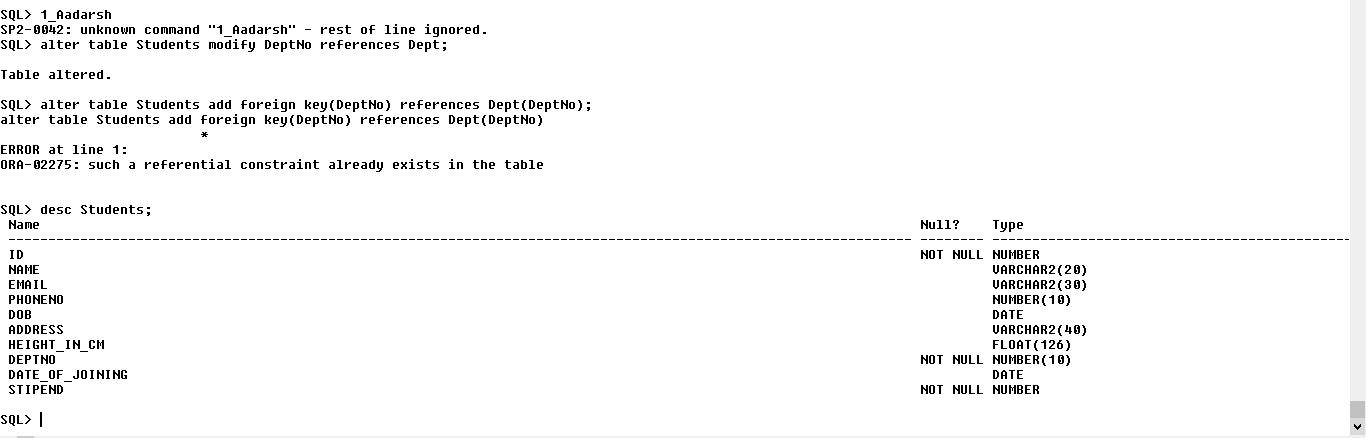 SQL> 1_Aadarsh
SP2-0042: unknown command "1_Aadarsh" - rest of line ignored.
SQL> alter table Students modify DeptNo references Dept;
Table altered.
SQL> alter table Students add foreign key(DeptNo) references Dept(DeptNo);
alter table Students add foreign key(DeptNo) references Dept(DeptNo)
*
ERROR at line 1:
ORA-02275: such a referential constraint already exists in the table
SQL> desc Students;
Name Null? Type
----------------------------------------------------------------------------------------------------------------- -------- ---------------------------------------------
ID NOT NULL NUMBER
NAME VARCHAR2(20)
EMAIL VARCHAR2(30)
PHONENO NUMBER(10)
DOB DATE
ADDRESS VARCHAR2(40)
HEIGHT_IN_CM FLOAT(126)
DEPTNO NOT NULL NUMBER(10)
DATE_OF_JOINING DATE
STIPEND NOT NULL NUMBER
SQL>